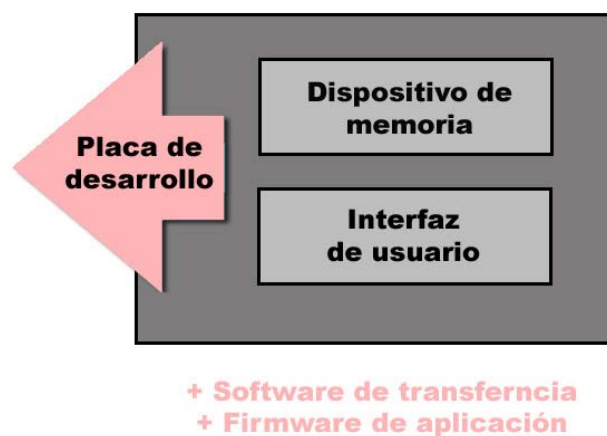 Dispositivo de
memoria
Placa de
desarrollo
Interfaz
de usuario
+ Software de transferncia
+ Firmware de aplicación